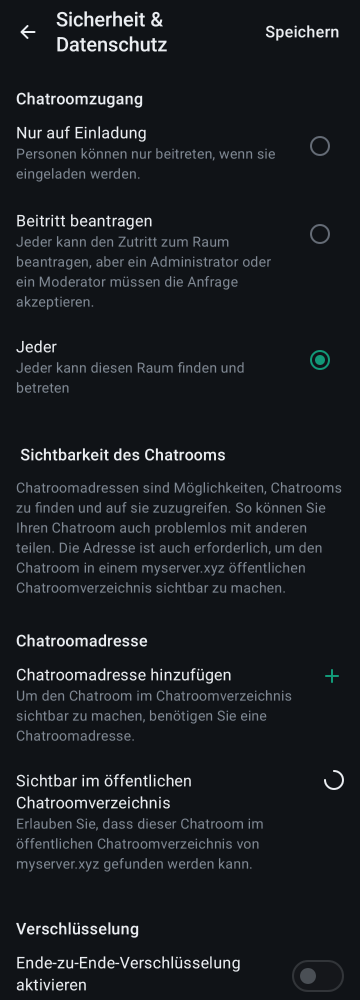 Sicherheit &
Datenschutz
Speichern
Chatroomzugang
Nur auf Einladung
Personen können nur beitreten, wenn sie
eingeladen werden.
Beitritt beantragen
Jeder kann den Zutritt zum Raum
beantragen, aber ein Administrator oder
ein Moderator müssen die Anfrage
akzeptieren.
Jeder
Jeder kann diesen Raum finden und
betreten
Sichtbarkeit des Chatrooms
Chatroomadressen sind Möglichkeiten, Chatrooms
zu finden und auf sie zuzugreifen. So können Sie
Ihren Chatroom auch problemlos mit anderen
teilen. Die Adresse ist auch erforderlich, um den
Chatroom in einem myserver.xyz öffentlichen
Chatroomverzeichnis sichtbar zu machen.
Chatroomadresse
Chatroomadresse hinzufügen
Um den Chatroom im Chatroomverzeichnis
sichtbar zu machen, benötigen Sie eine
Chatroomadresse.
Sichtbar im öffentlichen
Chatroomverzeichnis
Erlauben Sie, dass dieser Chatroom im
öffentlichen Chatroomverzeichnis von
myserver.xyz gefunden werden kann.
Verschlüsselung
Ende-zu-Ende-Verschlüsselung
aktivieren